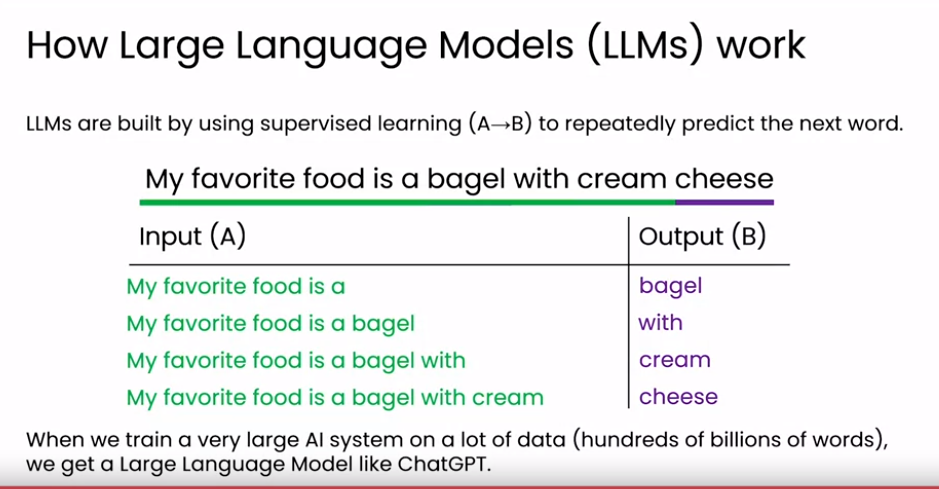 How Large Language Models (LLMs) work
LLMs are built by using supervised learning (A→B) to repeatedly predict the next word.
My favorite food is a bagel with cream cheese
Input (A) Output (B)
My favorite food is a bagel
My favorite food is a bagel with
My favorite food is a bagel with cream
My favorite food is a bagel with cream cheese
When we train a very large AI system on a lot of data (hundreds of billions of words),
we get a Large Language Model like ChatGPT.